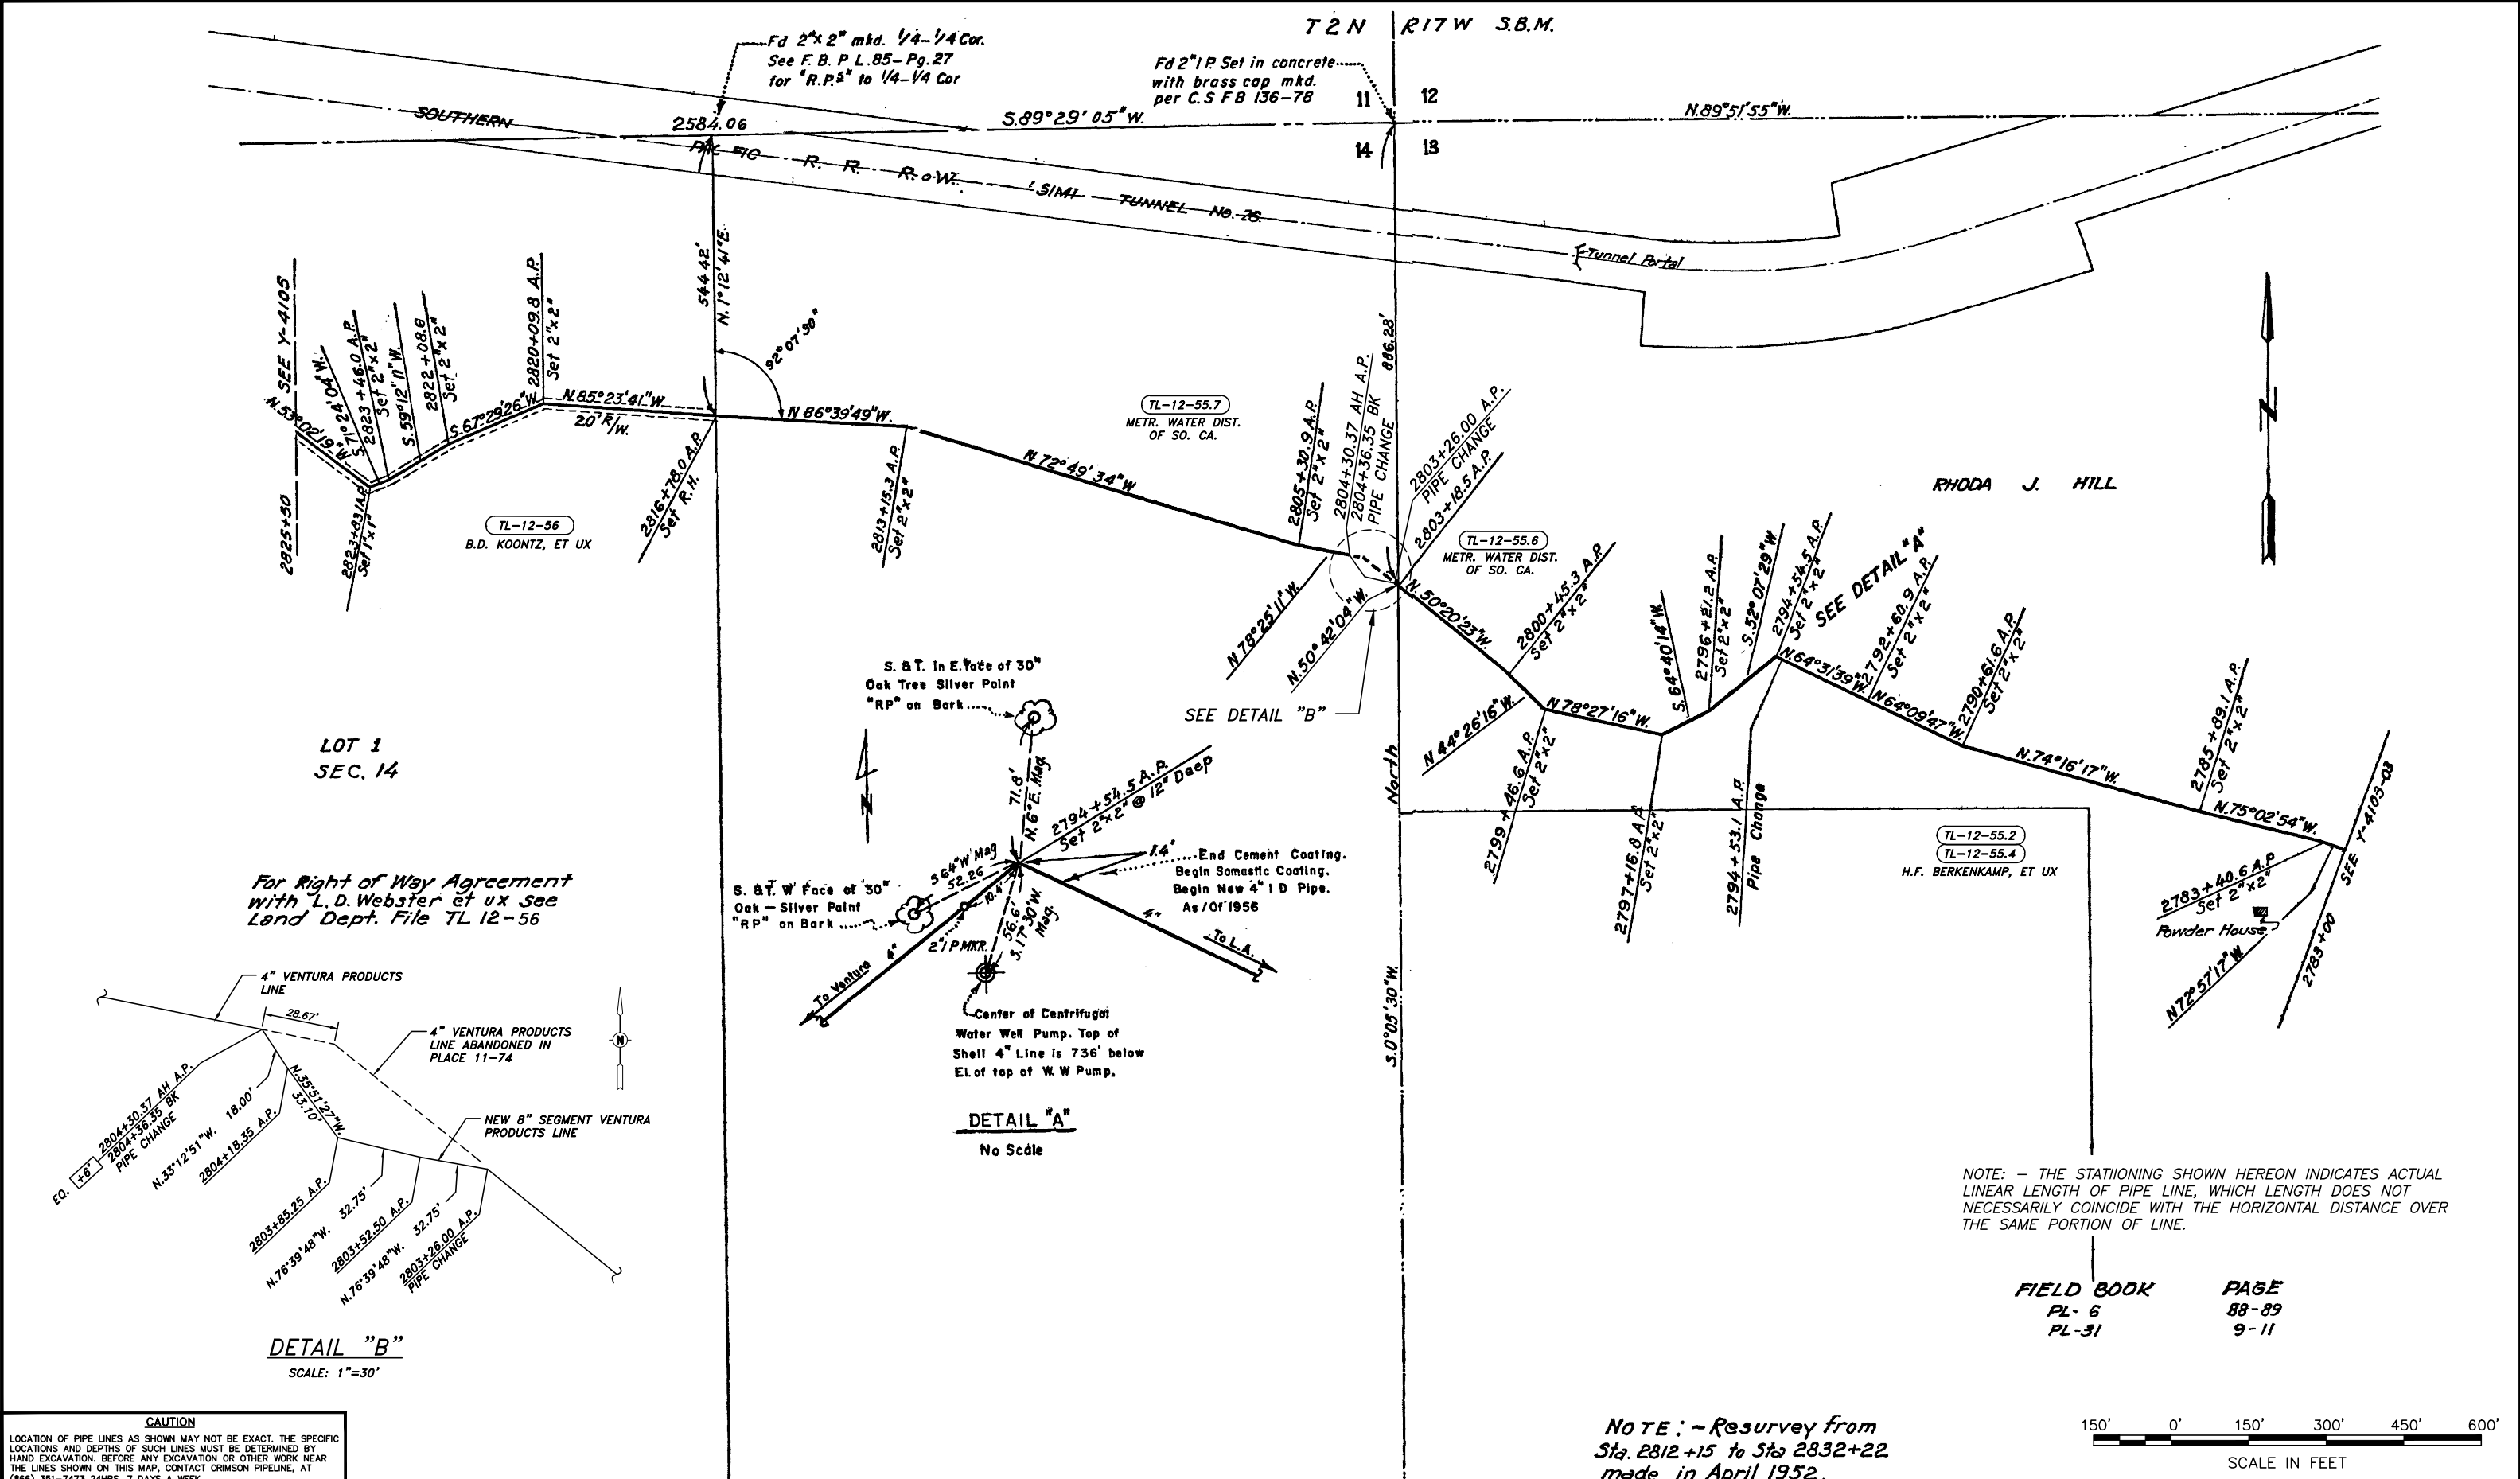 T 2 N R17W S.B.M.
Fd 2"x 2" mkd. 1/4-1/4 Cor.
See F. B. P L.85-Pg.27
for "R.P.s" to 1/4-1/4 Cor
Fd 2" I P. Set in concrete
with brass cap mkd.
per C.S F B 136-78
11
12
14
13
2584.06
S.89°29'05"W.
N.89°51'55"W.
SOUTHERN
PACIFIC R. R. R.oW. SIMI TUNNEL No. 26
Tunnel Portal
544 42'
N.1°12'41"E.
92°07'30"
886.28'
SEE Y-4105
2825+50
N.53°02'19"W.
S.71°24'04"W.
2823+46.0 A.P.
Set 2"x2"
S.59°12'11"W.
2822+08.6
Set 2"x2"
S.67°29'26"W.
2820+09.8 A.P.
Set 2"x2"
N.85°23'41"W.
20' R/W.
2823+83.1 A.P.
Set 1"x1"
TL-12-56
B.D. KOONTZ, ET UX
2816+78.0 A.P.
Set R.H.
N 86°39'49"W.
2813+15.3 A.P.
Set 2"x2"
N 72°49'34"W
TL-12-55.7
METR. WATER DIST.
OF SO. CA.
2805+30.9 A.P.
Set 2"x2"
2804+30.37 AH A.P.
2804+36.35 BK
PIPE CHANGE
2803+26.00 A.P.
PIPE CHANGE
2803+18.5 A.P.
TL-12-55.6
METR. WATER DIST.
OF SO. CA.
N 78°25'11"W.
N.50°42'04"W.
SEE DETAIL "B"
N. 50°20'23"W.
2800+45.3 A.P.
Set 2"x2"
N 44°26'16"W.
2799+46.6 A.P.
Set 2"x2"
N 78°27'16"W.
S. 64°40'14"W.
2797+16.8 A.P.
Set 2"x2"
2796+21.2 A.P.
Set 2"x2"
S.52°07'29"W.
2794+53.1 A.P.
Pipe Change
2794+54.5 A.P.
Set 2"x2"
SEE DETAIL "A"
N.64°31'39"W.
2792+60.9 A.P.
Set 2"x2"
N64°09'47"W.
2790+61.6 A.P.
Set 2"x2"
RHODA J. HILL
N.74°16'17"W.
2785+89.1 A.P.
Set 2"x2"
N.75°02'54"W.
SEE Y-4103-03
2783+00
2783+40.6 A.P
Set 2"x2"
Powder House
N72°57'17"W.
TL-12-55.2
TL-12-55.4
H.F. BERKENKAMP, ET UX
North
S.0°05'30"W.
N
LOT 1
SEC. 14
For Right of Way Agreement
with L.D. Webster et ux see
Land Dept. File TL 12-56
S. &T. In E.face of 30"
Oak Tree Silver Paint
"RP" on Bark
71.8'
N.6°E. Mag.
2794+54.5 A.P.
Set 2"x2" @ 12" Deep
S 64°W Mag
52.26
S. &T. W Face of 30"
Oak - Silver Paint
"RP" on Bark
10.4'
2" I P MKR.
56.6'
S.17°30'W.
Mag.
1.4'
End Cement Coating.
Begin Somastic Coating.
Begin New 4" I D Pipe.
As / Of 1956
To Ventura 4"
4"
To L.A.
N
Center of Centrifugal
Water Well Pump. Top of
Shell 4" Line is 736' below
El. of top of W. W Pump.
DETAIL "A"
No Scale
4" VENTURA PRODUCTS
LINE
28.67'
4" VENTURA PRODUCTS
LINE ABANDONED IN
PLACE 11-74
N
NEW 8" SEGMENT VENTURA
PRODUCTS LINE
EQ. +6'
2804+30.37 AH A.P.
2804+36.35 BK
PIPE CHANGE
N.33°12'51"W. 18.00'
2804+18.35 A.P.
N.35°51'27"W.
33.10'
2803+85.25 A.P.
N.76°39'48"W. 32.75'
2803+52.50 A.P.
N.76°39'48"W. 32.75'
2803+26.00 A.P.
PIPE CHANGE
DETAIL "B"
SCALE: 1"=30'
NOTE: - THE STATIIONING SHOWN HEREON INDICATES ACTUAL
LINEAR LENGTH OF PIPE LINE, WHICH LENGTH DOES NOT
NECESSARILY COINCIDE WITH THE HORIZONTAL DISTANCE OVER
THE SAME PORTION OF LINE.
FIELD BOOK PAGE
PL- 6 88-89
PL-31 9-11
NOTE: -Resurvey from
Sta. 2812+15 to Sta 2832+22
made in April 1952.
150' 0' 150' 300' 450' 600'
SCALE IN FEET
CAUTION
LOCATION OF PIPE LINES AS SHOWN MAY NOT BE EXACT. THE SPECIFIC
LOCATIONS AND DEPTHS OF SUCH LINES MUST BE DETERMINED BY
HAND EXCAVATION. BEFORE ANY EXCAVATION OR OTHER WORK NEAR
THE LINES SHOWN ON THIS MAP, CONTACT CRIMSON PIPELINE, AT
(866) 351-7473 24HRS. 7 DAYS A WEEK